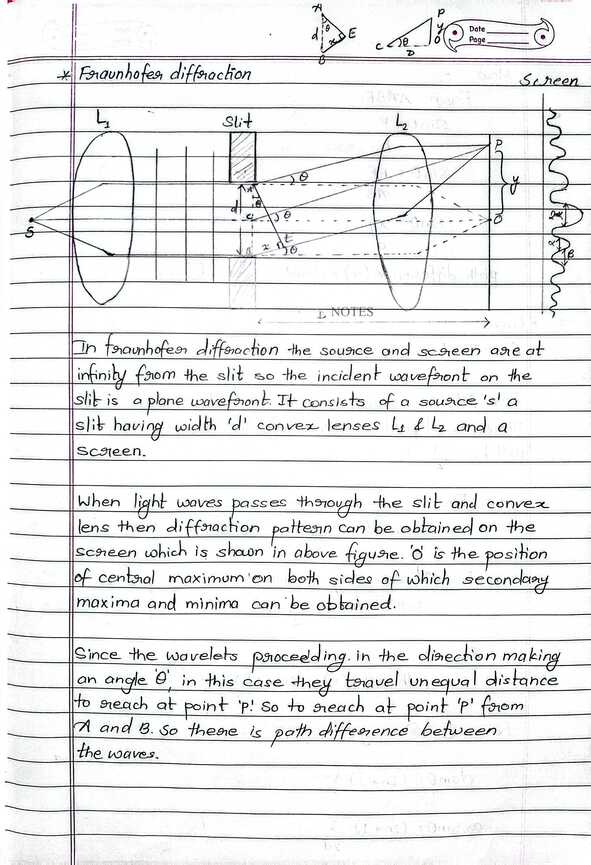 A
d θ E
x
B
P
y
C θ D O
Date
Page
* Fraunhofer diffraction
Screen
L1 Slit L2
P
A θ
θ
d
C θ
y
S
O
2α
x t
θ
B
α
β
D NOTES
In fraunhofer diffraction the source and screen are at
infinity from the slit so the incident wavefront on the
slit is a plane wavefront. It consists of a source 's' a
slit having width 'd' convex lenses L1 & L2 and a
screen.
When light waves passes through the slit and convex
lens then diffraction pattern can be obtained on the
screen which is shown in above figure. 'O' is the position
of central maximum on both sides of which secondary
maxima and minima can be obtained.
Since the wavelets proceeding in the direction making
an angle 'θ', in this case they travel unequal distance
to reach at point 'P'. So to reach at point 'P' from
A and B. So there is path difference between
the waves.